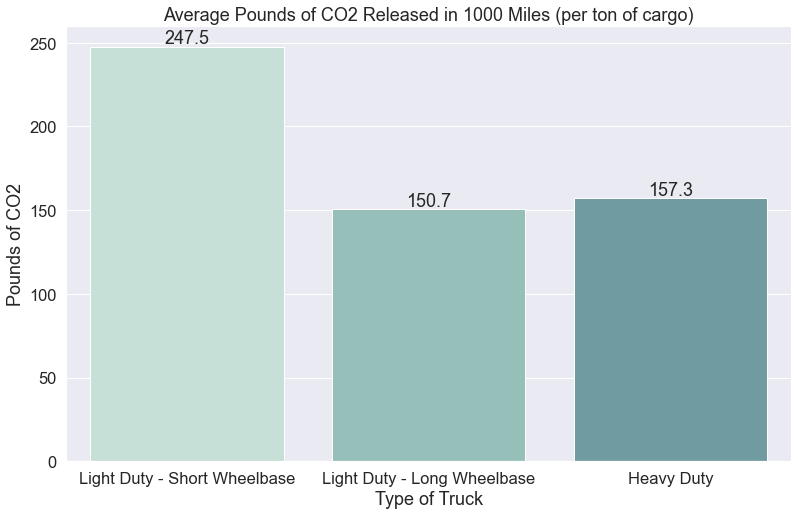 Average Pounds of CO2 Released in 1000 Miles (per ton of cargo)
250
200
150
100
50
0
Pounds of CO2
247.5
150.7
157.3
Light Duty - Short Wheelbase
Light Duty - Long Wheelbase
Heavy Duty
Type of Truck